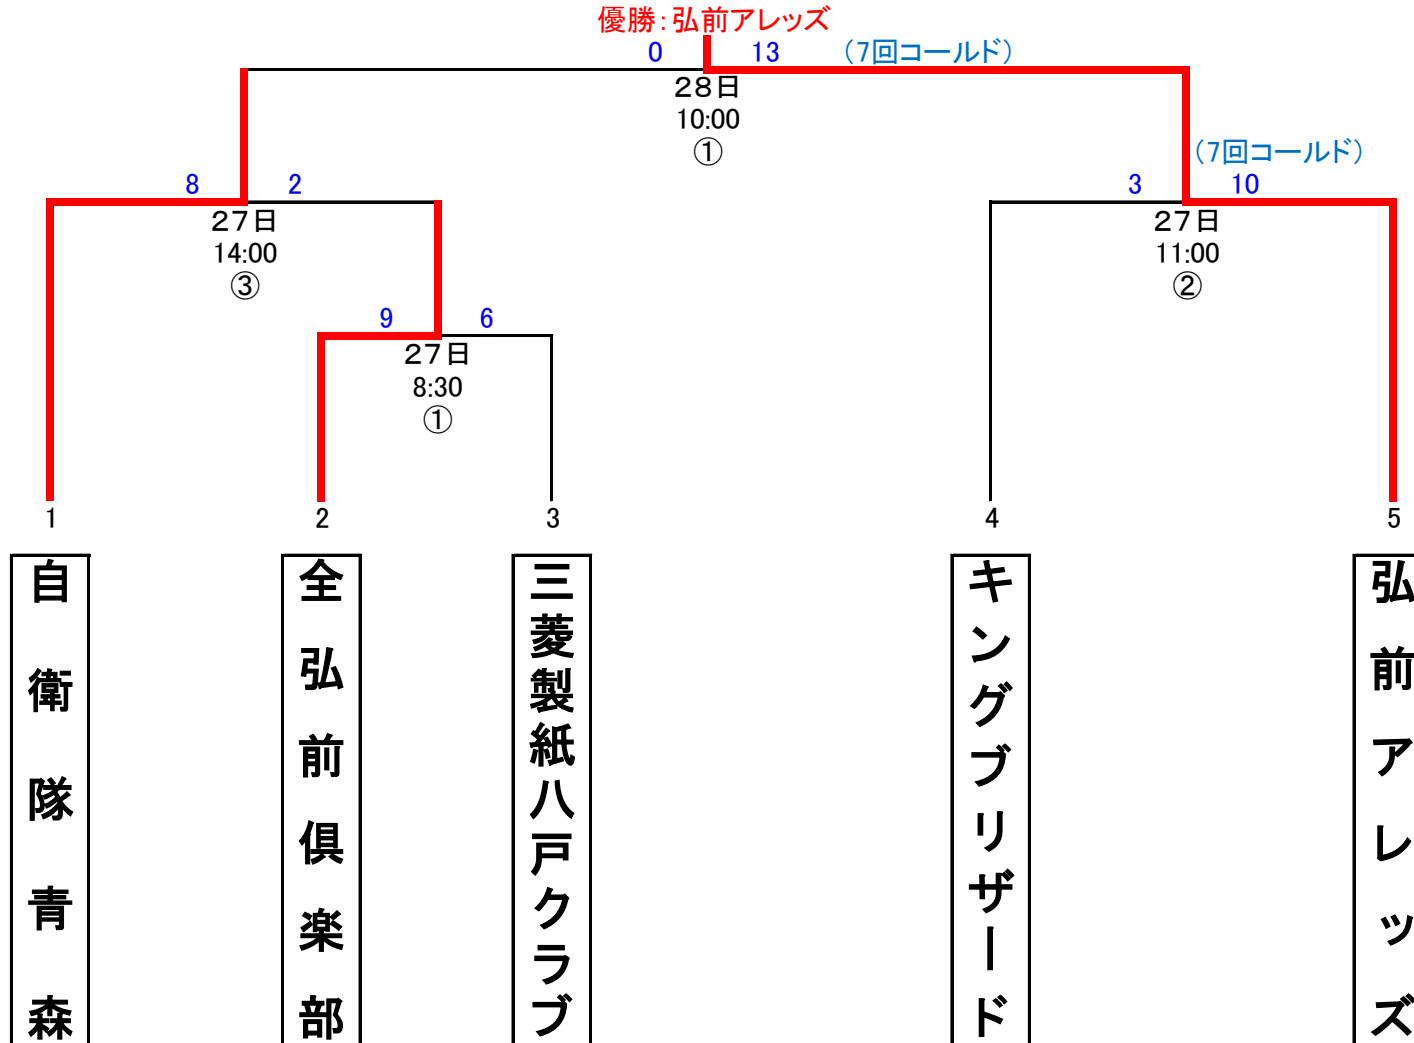 優勝：弘前アレッズ
0 13 （7回コールド）
28日
10:00
①
（7回コールド）
8 2
3 10
27日
14:00
③
27日
11:00
②
9 6
27日
8:30
①
1 2 3 4 5
自衛隊青森
全弘前倶楽部
三菱製紙八戸クラブ
キングブリザード
弘前アレッズ